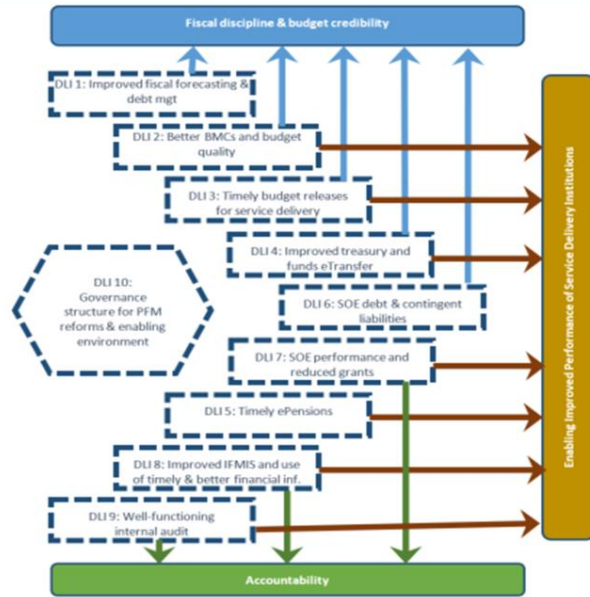 Fiscal discipline & budget credibility
DLI 1: Improved fiscal forecasting &
debt mgt
DLI 2: Better BMCs and budget
quality
DLI 3: Timely budget releases
for service delivery
DLI 4: Improved treasury and
funds eTransfer
DLI 10:
Governance
structure for PFM
reforms & enabling
environment
DLI 6: SOE debt & contingent
liabilities
DLI 7: SOE performance and
reduced grants
DLI 5: Timely ePensions
DLI 8: Improved IFMIS and use
of timely & better financial inf.
DLI 9: Well-functioning
internal audit
Accountability
Enabling Improved Performance of Service Delivery Institutions